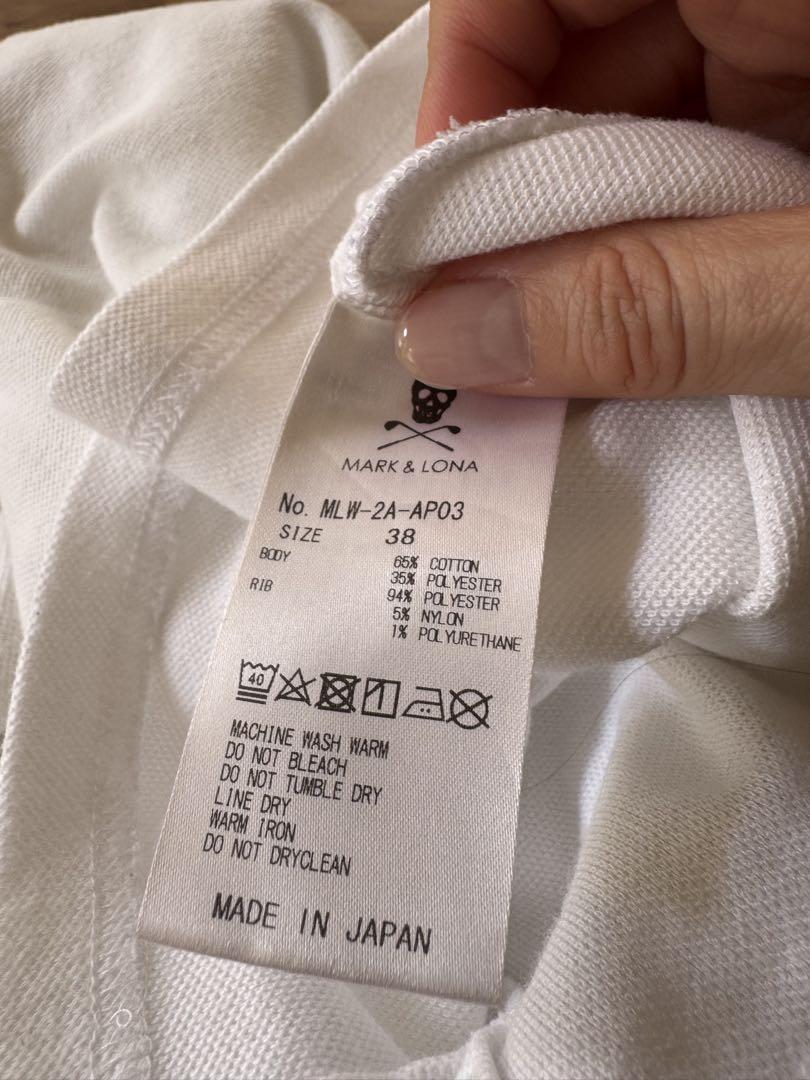 MARK & LONA
No. MLW-2A-AP03
SIZE 38
BODY 65% COTTON
35% POLYESTER
RIB 94% POLYESTER
5% NYLON
1% POLYURETHANE
40
MACHINE WASH WARM
DO NOT BLEACH
DO NOT TUMBLE DRY
LINE DRY
WARM IRON
DO NOT DRYCLEAN
MADE IN JAPAN